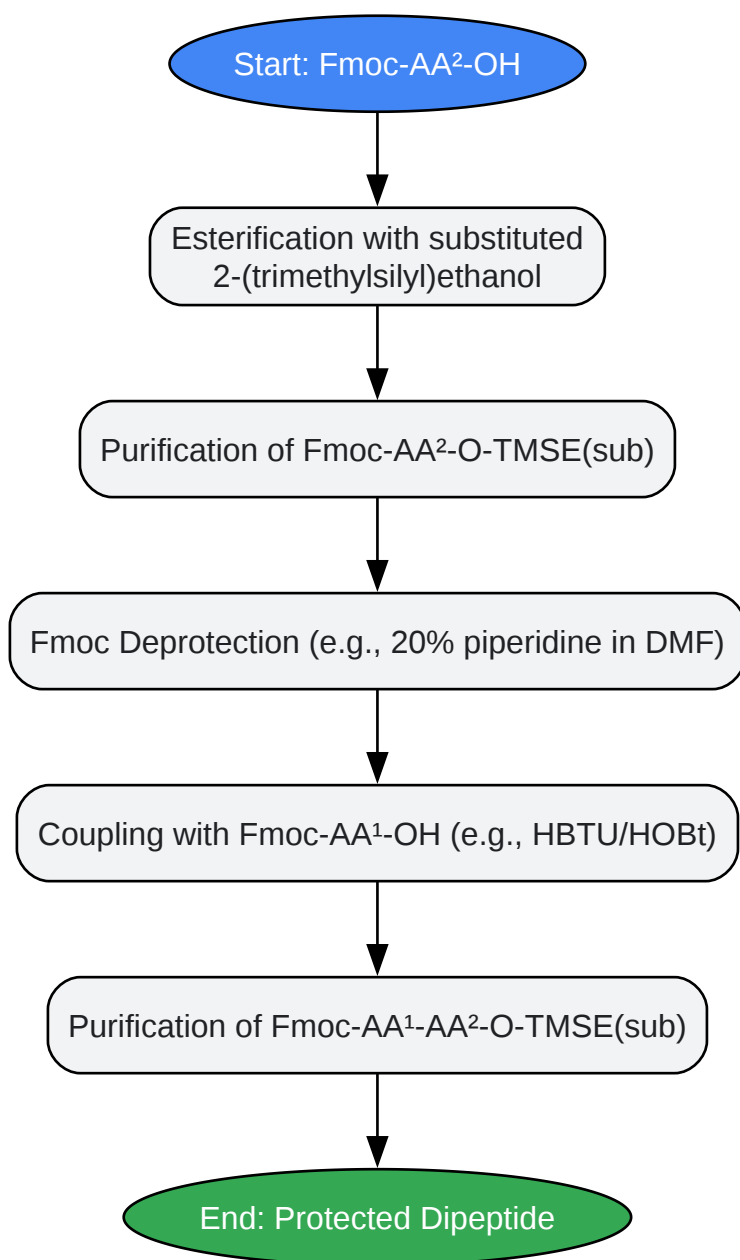 Start: Fmoc-AA²-OH
Esterification with substituted
2-(trimethylsilyl)ethanol
Purification of Fmoc-AA²-O-TMSE(sub)
Fmoc Deprotection (e.g., 20% piperidine in DMF)
Coupling with Fmoc-AA¹-OH (e.g., HBTU/HOBt)
Purification of Fmoc-AA¹-AA²-O-TMSE(sub)
End: Protected Dipeptide